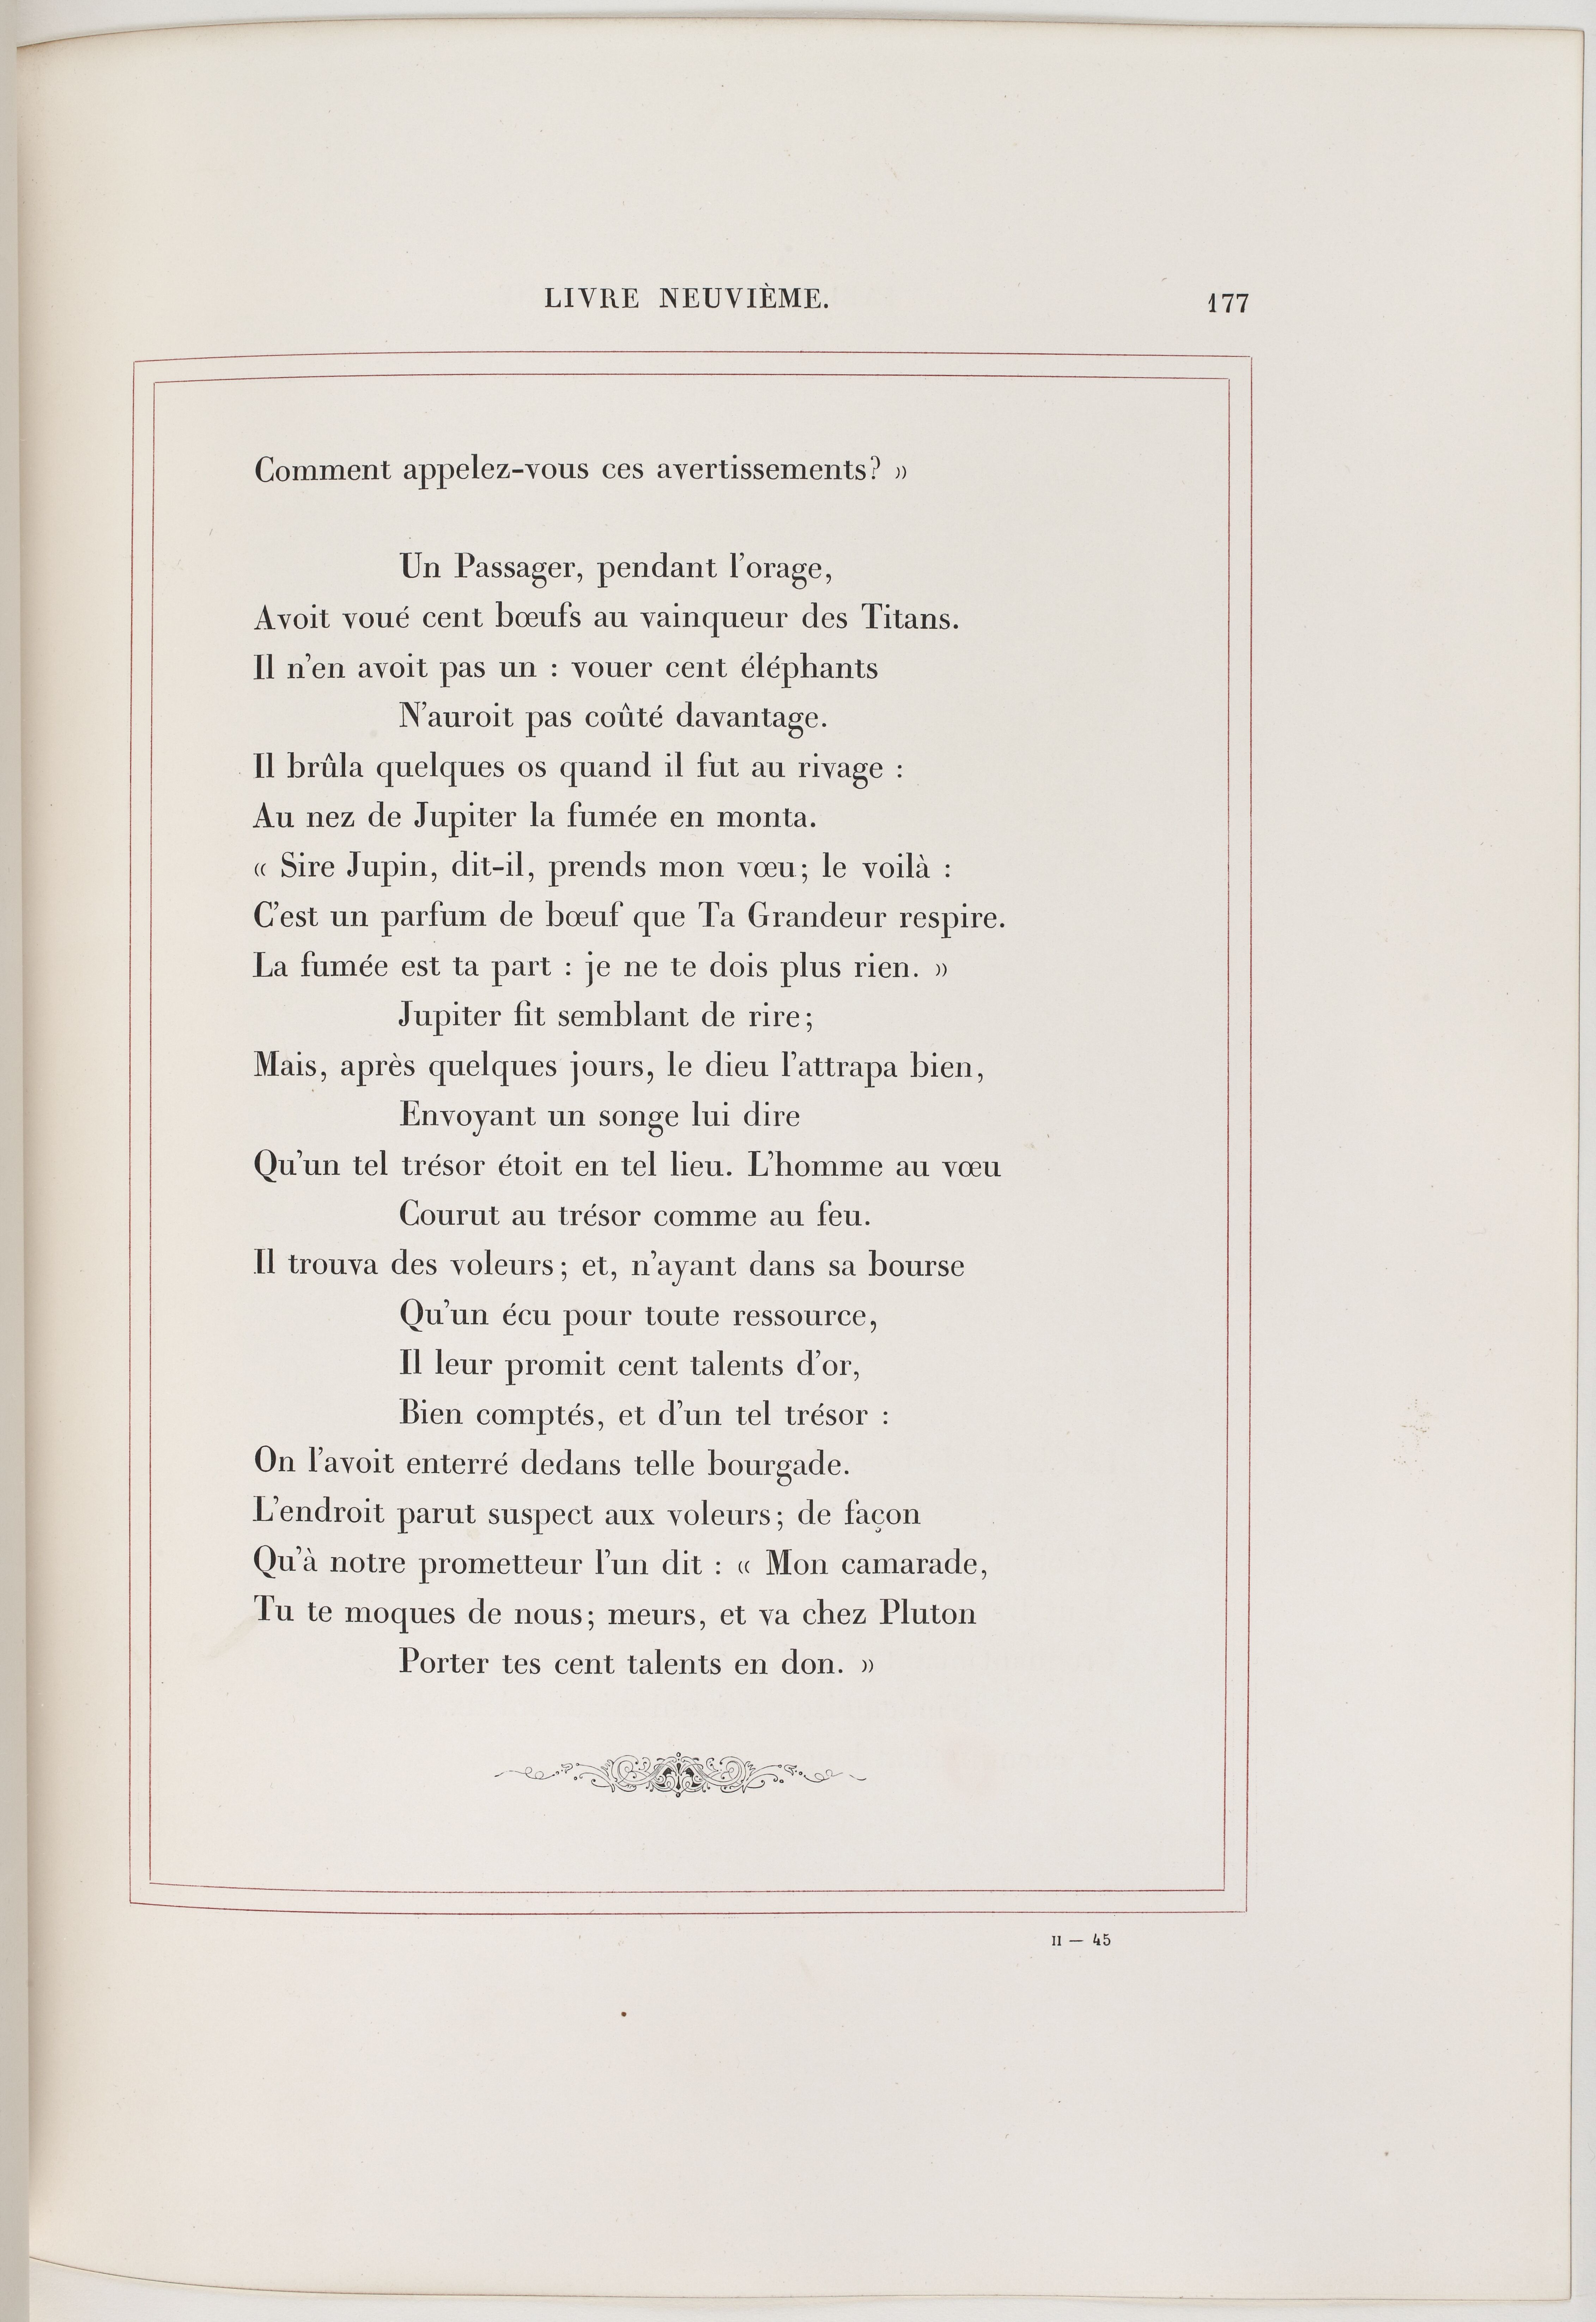 LIVRE NEUVIÈME. 177
Comment appelez-vous ces avertissements? »
Un Passager, pendant l'orage,
Avoit voué cent bœufs au vainqueur des Titans.
Il n'en avoit pas un : vouer cent éléphants
N'auroit pas coûté davantage.
Il brûla quelques os quand il fut au rivage :
Au nez de Jupiter la fumée en monta.
« Sire Jupin, dit-il, prends mon vœu; le voilà :
C'est un parfum de bœuf que Ta Grandeur respire.
La fumée est ta part : je ne te dois plus rien. »
Jupiter fit semblant de rire;
Mais, après quelques jours, le dieu l'attrapa bien,
Envoyant un songe lui dire
Qu'un tel trésor étoit en tel lieu. L'homme au vœu
Courut au trésor comme au feu.
Il trouva des voleurs; et, n'ayant dans sa bourse
Qu'un écu pour toute ressource,
Il leur promit cent talents d'or,
Bien comptés, et d'un tel trésor :
On l'avoit enterré dedans telle bourgade.
L'endroit parut suspect aux voleurs; de façon
Qu'à notre prometteur l'un dit : « Mon camarade,
Tu te moques de nous; meurs, et va chez Pluton
Porter tes cent talents en don. »
II — 45